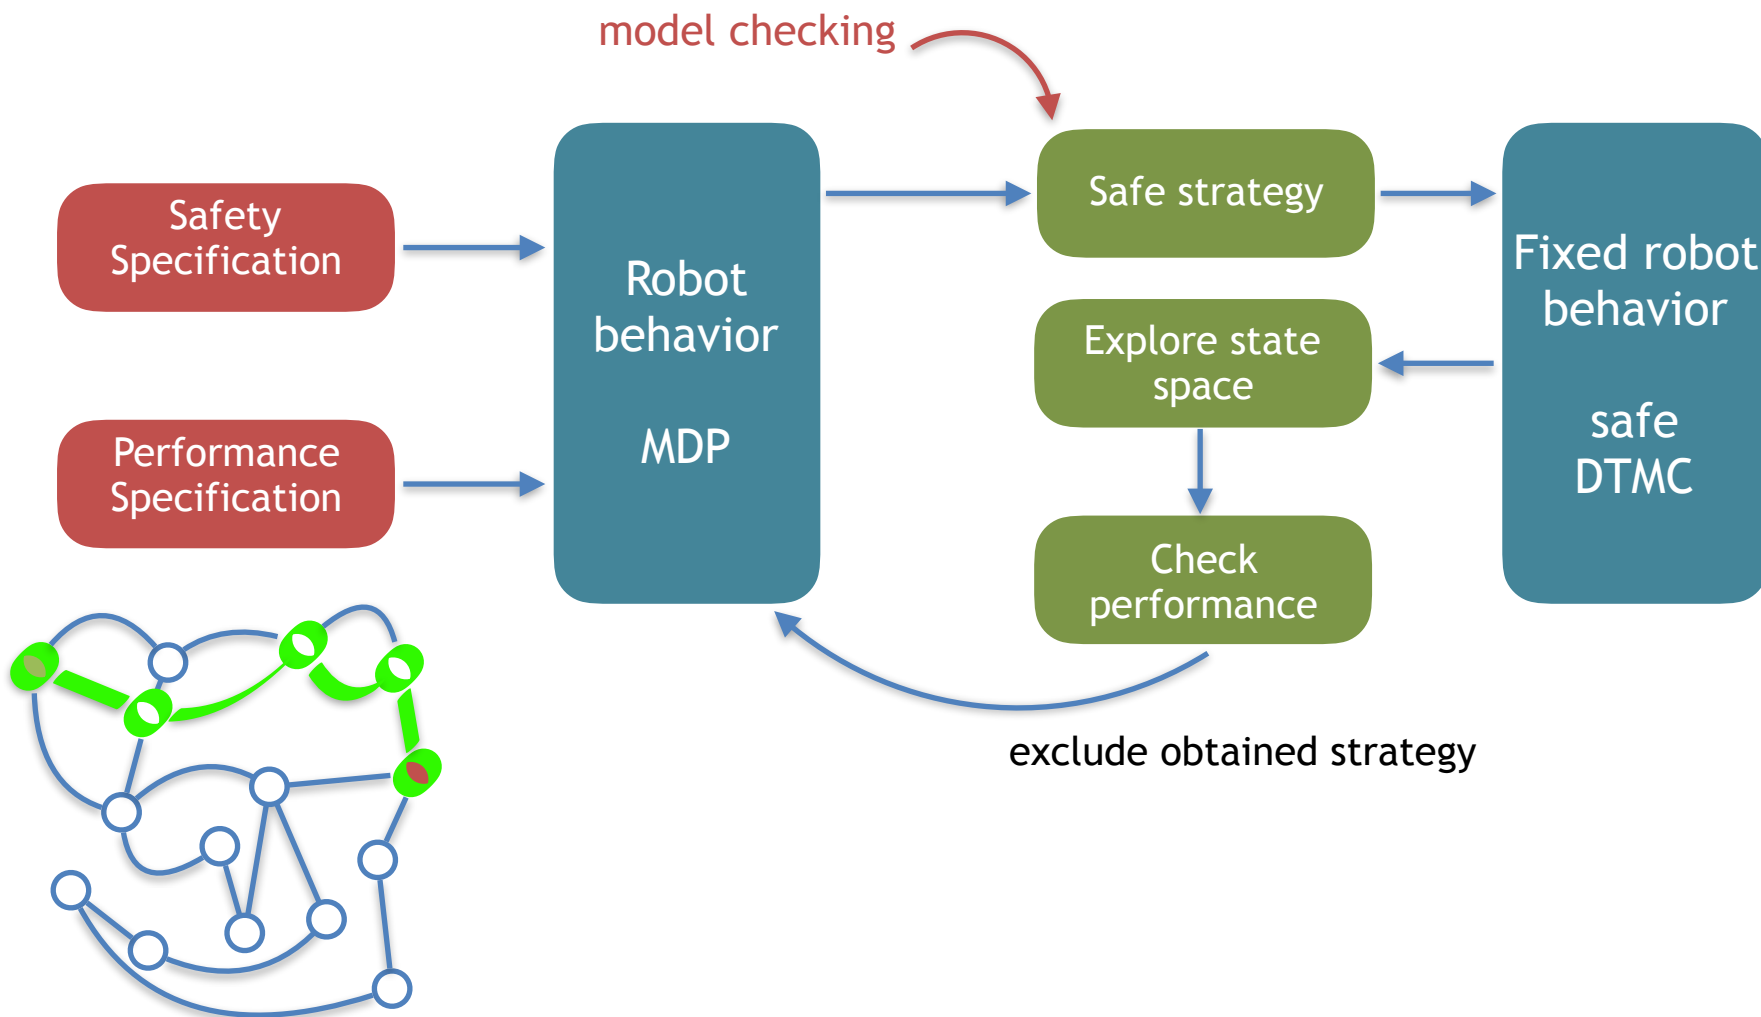 model checking
Safety
Specification
Performance
Specification
Robot
behavior
MDP
Safe strategy
Explore state
space
Check
performance
Fixed robot
behavior
safe
DTMC
exclude obtained strategy